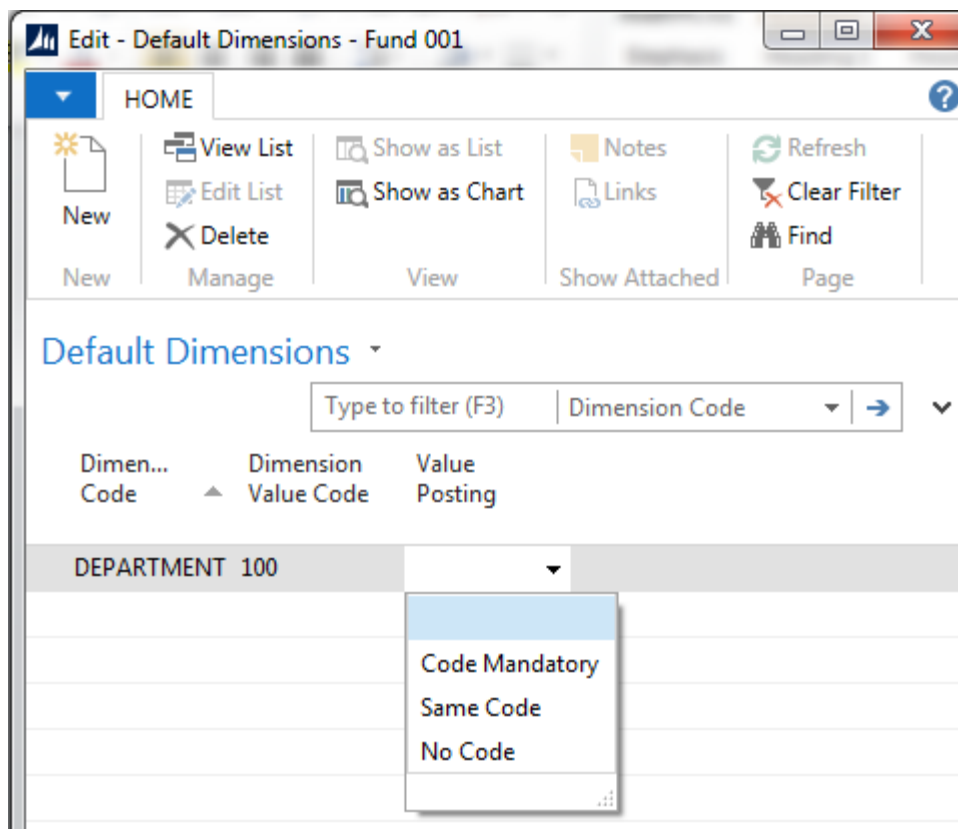 Edit - Default Dimensions - Fund 001
HOME
New
View List
Edit List
Delete
Show as List
Show as Chart
Notes
Links
Refresh
Clear Filter
Find
New
Manage
View
Show Attached
Page
Default Dimensions
Type to filter (F3)
Dimension Code
Dimen...
Code
Dimension
Value Code
Value
Posting
DEPARTMENT
100
Code Mandatory
Same Code
No Code